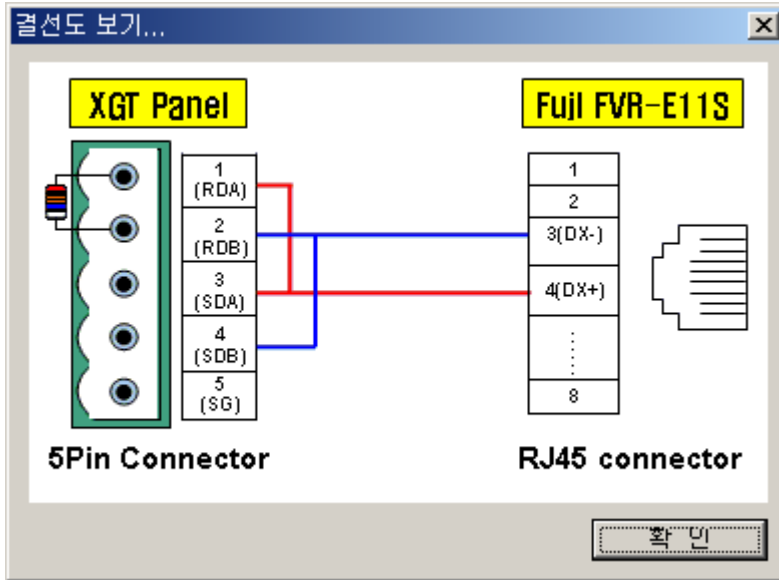 결선도 보기...
XGT Panel
Fuji FVR-E11S
1
(RDA)
2
(RDB)
3
(SDA)
4
(SDB)
5
(SG)
1
2
3(DX-)
4(DX+)
8
5Pin Connector
RJ45 connector
확 인